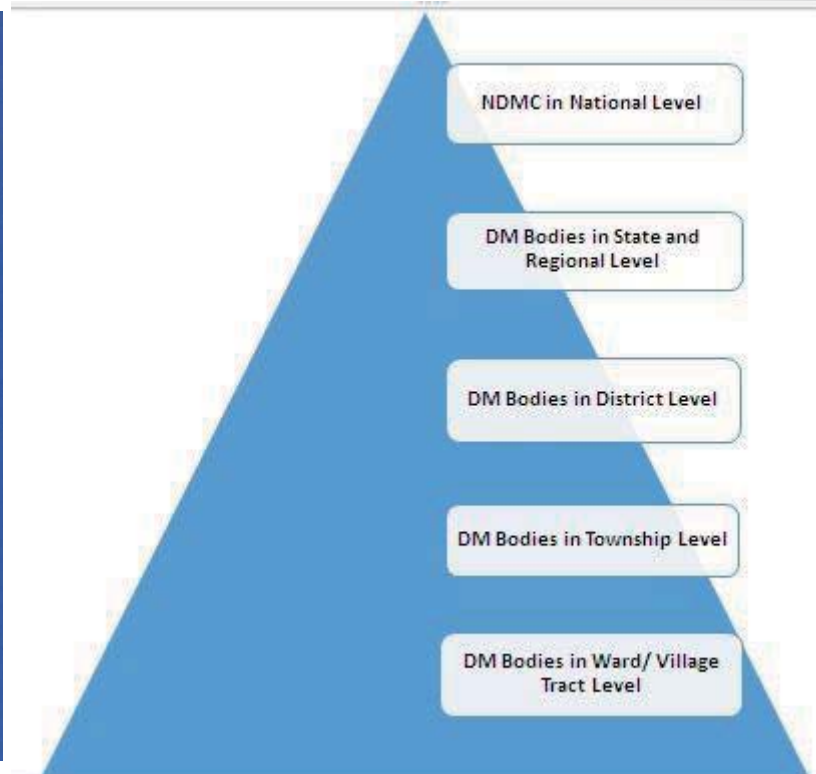 NDMC in National Level
DM Bodies in State and
Regional Level
DM Bodies in District Level
DM Bodies in Township Level
DM Bodies in Ward/ Village
Tract Level